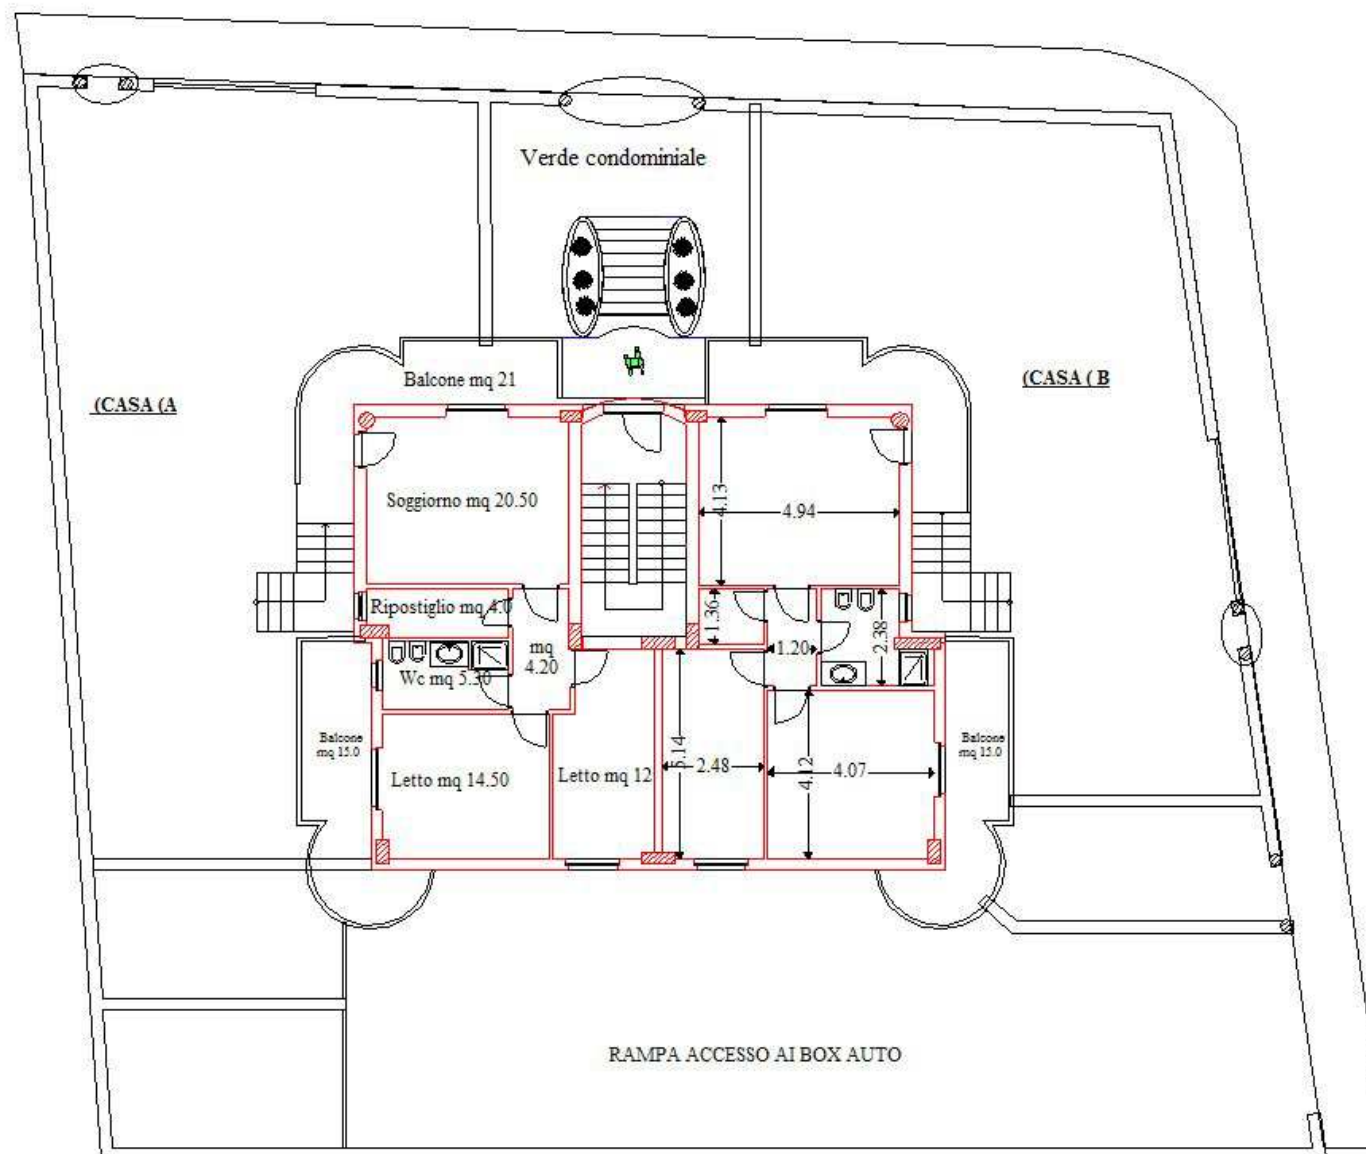 Verde condominiale
Balcone mq 21
(CASA (A
(CASA ( B
Soggiorno mq 20.50
4.13
4.94
Ripostiglio mq 4.0
1.36
mq
4.20
1.20
2.38
Wc mq 5.30
Balcone
mq 15.0
Balcone
mq 15.0
Letto mq 14.50
Letto mq 12
5.14
2.48
4.12
4.07
RAMPA ACCESSO AI BOX AUTO